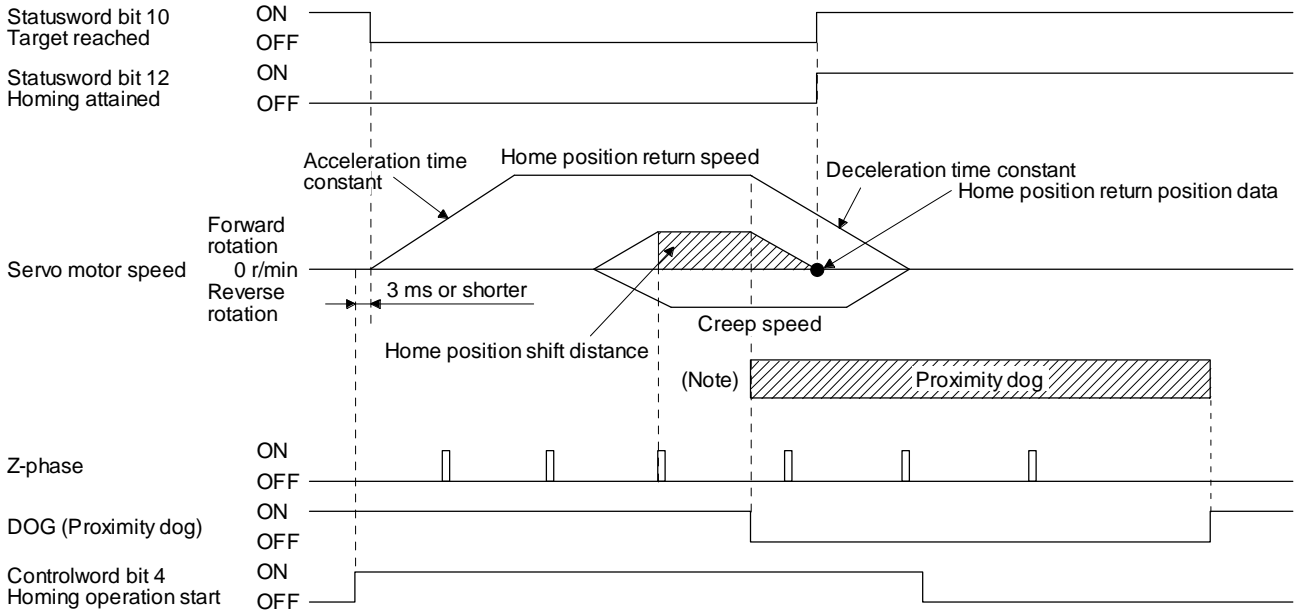 Statusword bit 10
Target reached
ON
OFF
Statusword bit 12
Homing attained
ON
OFF
Acceleration time
constant
Home position return speed
Deceleration time constant
Home position return position data
Forward
rotation
Servo motor speed
0 r/min
Reverse
rotation
3 ms or shorter
Creep speed
Home position shift distance
(Note)
Proximity dog
Z-phase
ON
OFF
DOG (Proximity dog)
ON
OFF
Controlword bit 4
Homing operation start
ON
OFF